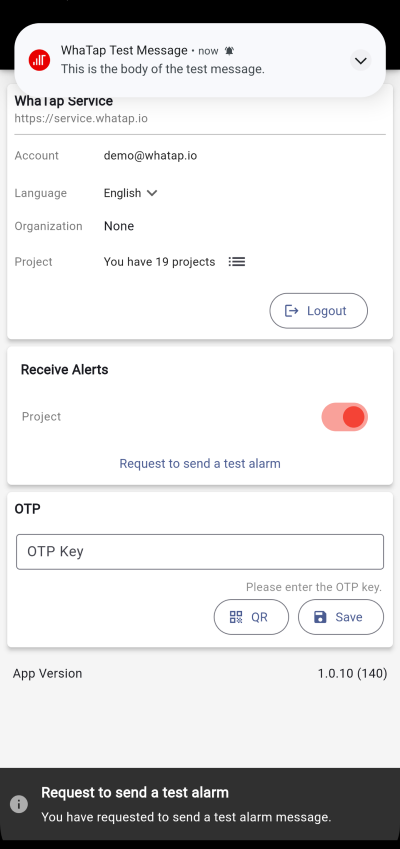 WhaTap Test Message • now
This is the body of the test message.
WhaTap Service
https://service.whatap.io
Account demo@whatap.io
Language English
Organization None
Project You have 19 projects
Logout
Receive Alerts
Project
Request to send a test alarm
OTP
OTP Key
Please enter the OTP key.
QR Save
App Version 1.0.10 (140)
Request to send a test alarm
You have requested to send a test alarm message.